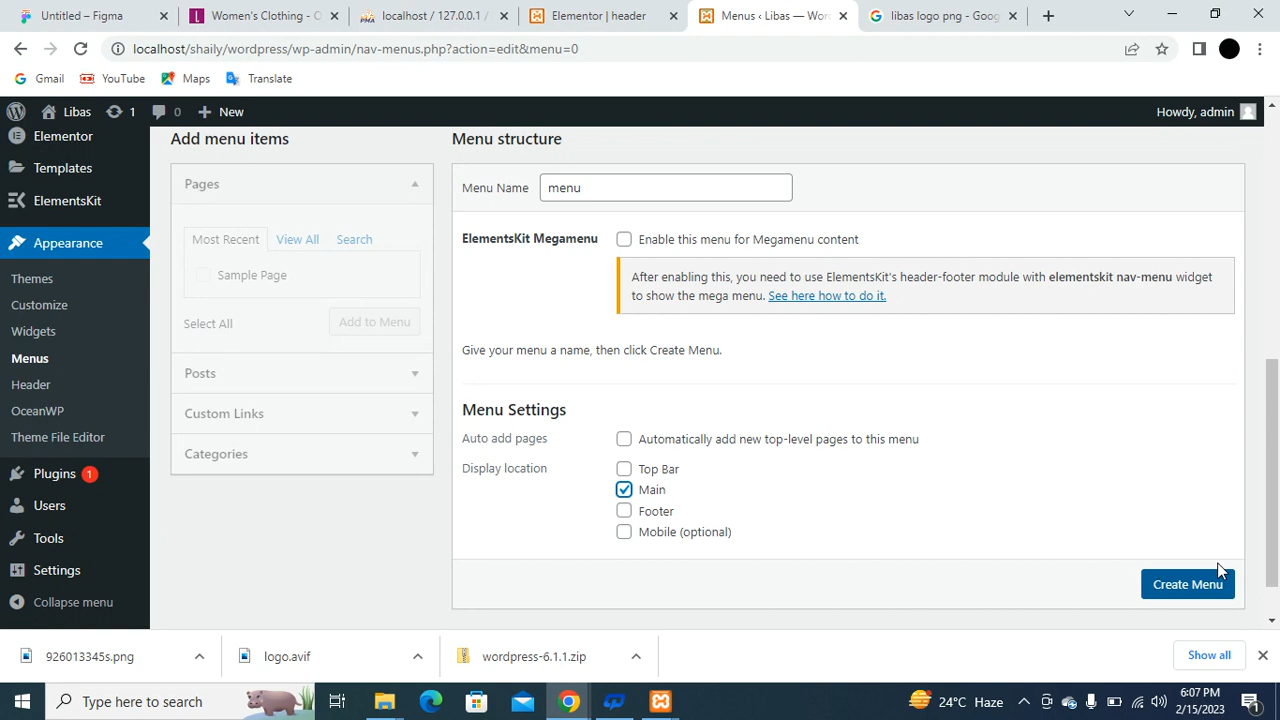 Untitled – Figma
Women's Clothing - O
localhost / 127.0.0.1 /
Elementor | header
Menus ‹ Libas — Wor
libas logo png - Goog
localhost/shaily/wordpress/wp-admin/nav-menus.php?action=edit&menu=0
Gmail
YouTube
Maps
Translate
Libas
1
0
New
Howdy, admin
Elementor
Templates
ElementsKit
Appearance
Themes
Customize
Widgets
Menus
Header
OceanWP
Theme File Editor
Plugins 1
Users
Tools
Settings
Collapse menu
Add menu items
Pages
Most Recent
View All
Search
Sample Page
Select All
Add to Menu
Posts
Custom Links
Categories
Menu structure
Menu Name
menu
ElementsKit Megamenu
Enable this menu for Megamenu content
After enabling this, you need to use ElementsKit's header-footer module with elementskit nav-menu widget
to show the mega menu. See here how to do it.
Give your menu a name, then click Create Menu.
Menu Settings
Auto add pages
Automatically add new top-level pages to this menu
Display location
Top Bar
Main
Footer
Mobile (optional)
Create Menu
926013345s.png
logo.avif
wordpress-6.1.1.zip
Show all
Type here to search
24°C Haze
6:07 PM
2/15/2023
1